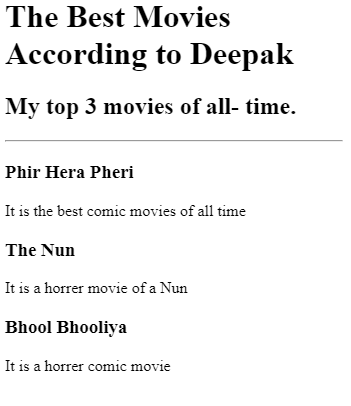 The Best Movies
According to Deepak
My top 3 movies of all- time.
Phir Hera Pheri
It is the best comic movies of all time
The Nun
It is a horrer movie of a Nun
Bhool Bhooliya
It is a horrer comic movie